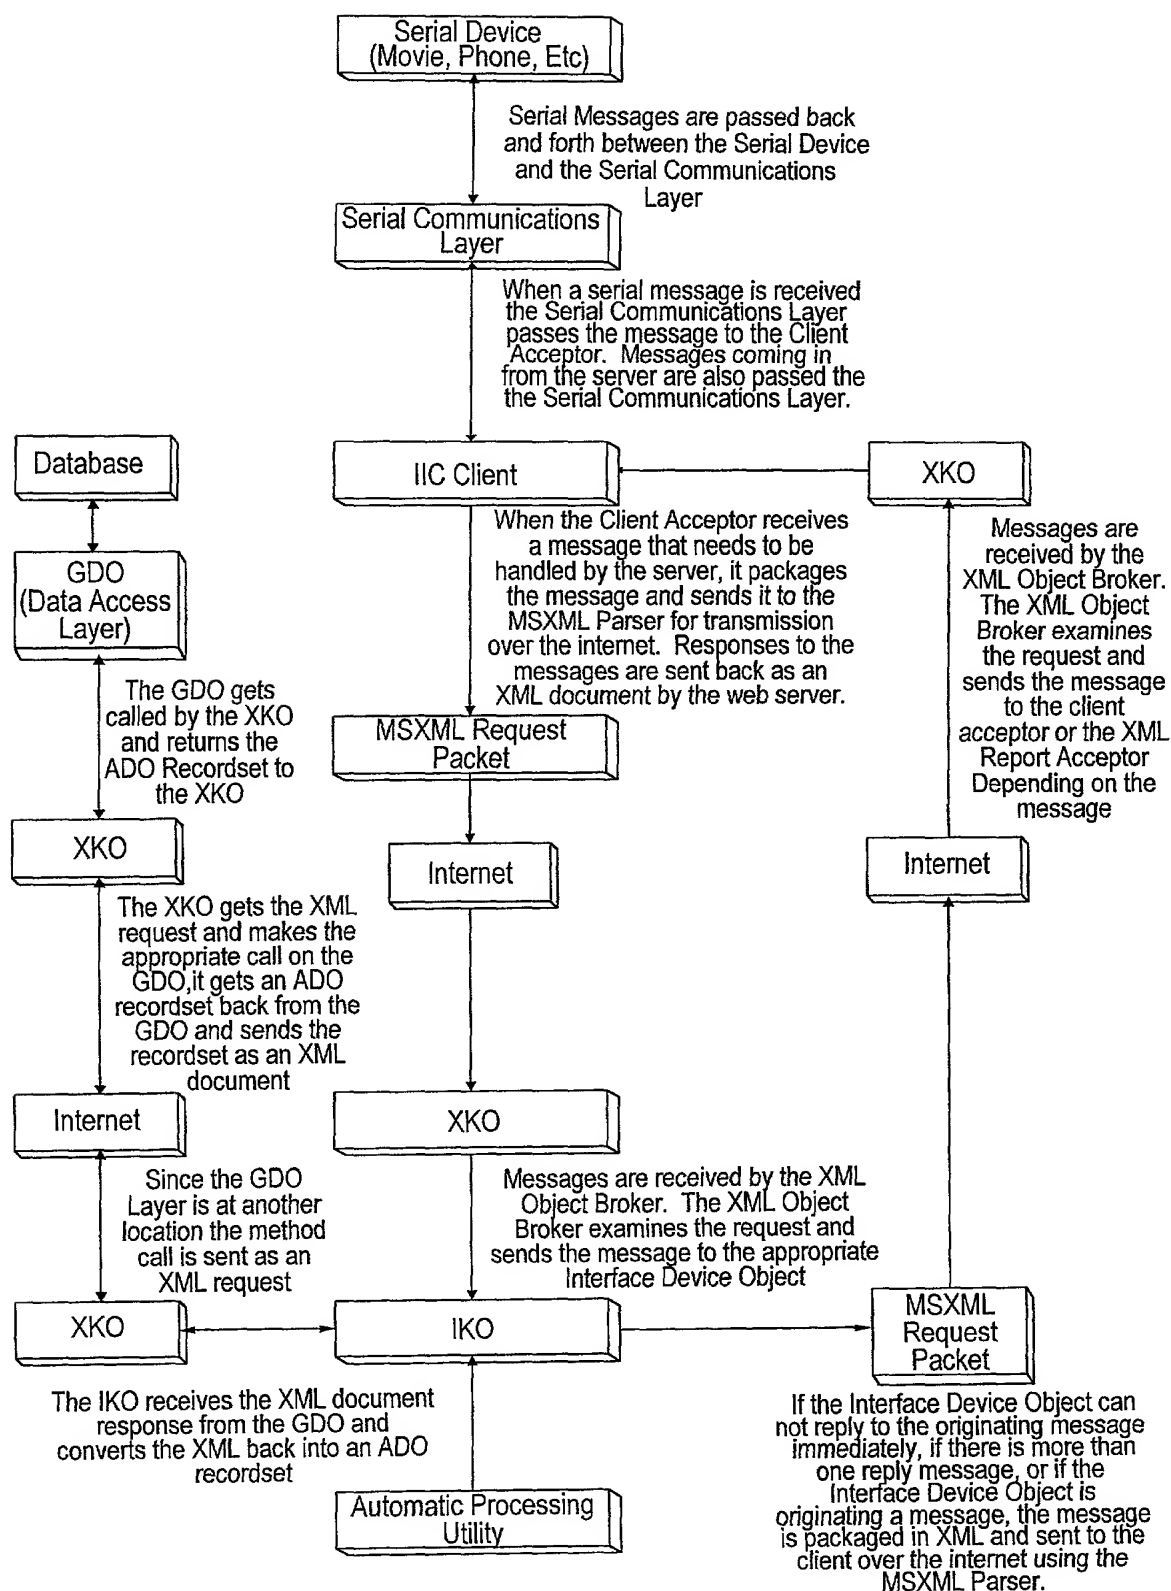 Serial Device
(Movie, Phone, Etc)
Serial Messages are passed back
and forth between the Serial Device
and the Serial Communications
Layer
Serial Communications
Layer
When a serial message is received
the Serial Communications Layer
passes the message to the Client
Acceptor. Messages coming in
from the server are also passed the
the Serial Communications Layer.
Database
IIC Client
XKO
When the Client Acceptor receives
a message that needs to be
handled by the server, it packages
the message and sends it to the
MSXML Parser for transmission
over the internet. Responses to the
messages are sent back as an
XML document by the web server.
Messages are
received by the
XML Object Broker.
The XML Object
Broker examines
the request and
sends the message
to the client
acceptor or the XML
Report Acceptor
Depending on the
message
GDO
(Data Access
Layer)
The GDO gets
called by the XKO
and returns the
ADO Recordset to
the XKO
MSXML Request
Packet
XKO
Internet
Internet
The XKO gets the XML
request and makes the
appropriate call on the
GDO,it gets an ADO
recordset back from the
GDO and sends the
recordset as an XML
document
Internet
XKO
Since the GDO
Layer is at another
location the method
call is sent as an
XML request
Messages are received by the XML
Object Broker. The XML Object
Broker examines the request and
sends the message to the appropriate
Interface Device Object
XKO
IKO
MSXML
Request
Packet
The IKO receives the XML document
response from the GDO and
converts the XML back into an ADO
recordset
If the Interface Device Object can
not reply to the originating message
immediately, if there is more than
one reply message, or if the
Interface Device Object is
originating a message, the message
is packaged in XML and sent to the
client over the internet using the
MSXML Parser.
Automatic Processing
Utility